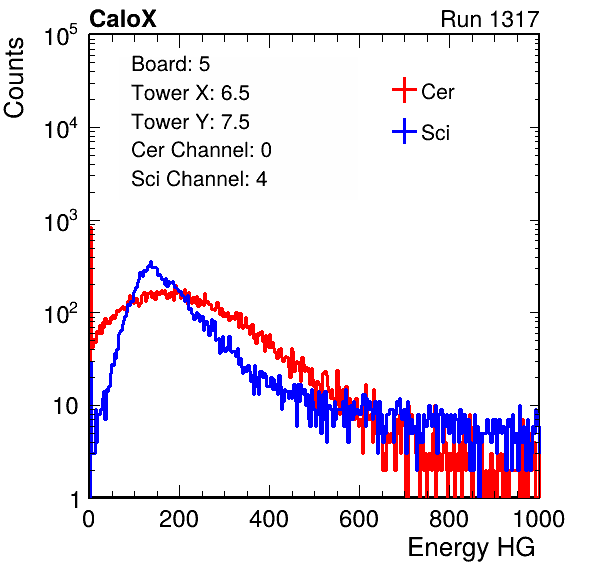 CaloX Run 1317
Counts
Board: 5
Tower X: 6.5
Tower Y: 7.5
Cer Channel: 0
Sci Channel: 4
Cer
Sci
10^5
10^4
10^3
10^2
10
1
0 200 400 600 800 1000
Energy HG